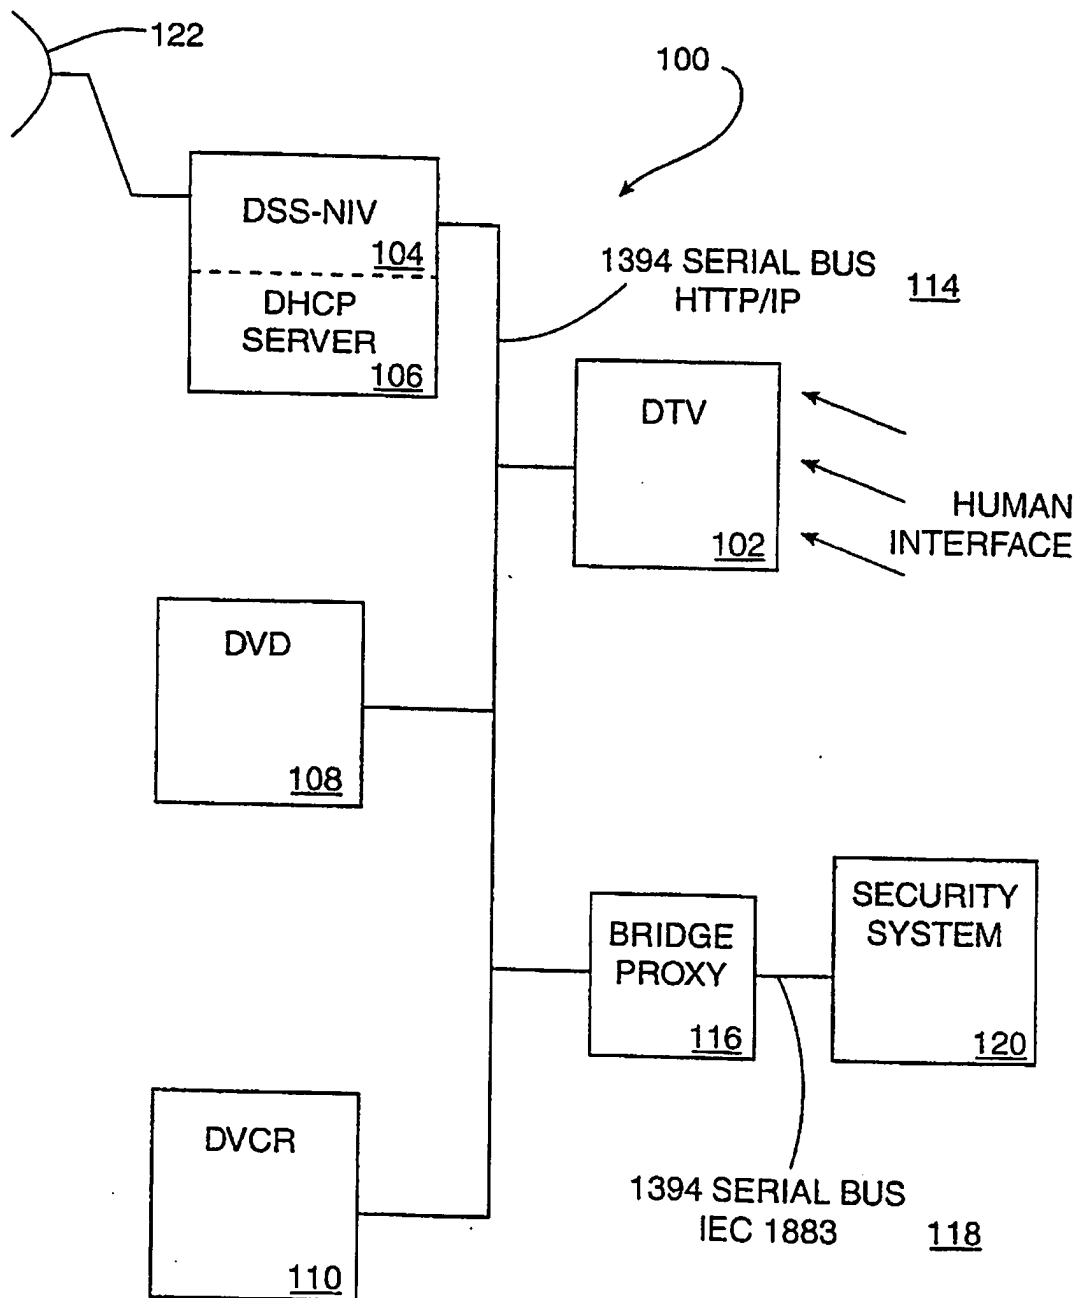 122
100
DSS-NIV
104
DHCP
SERVER
106
1394 SERIAL BUS
HTTP/IP
114
DTV
102
HUMAN
INTERFACE
DVD
108
BRIDGE
PROXY
116
SECURITY
SYSTEM
120
DVCR
110
1394 SERIAL BUS
IEC 1883
118